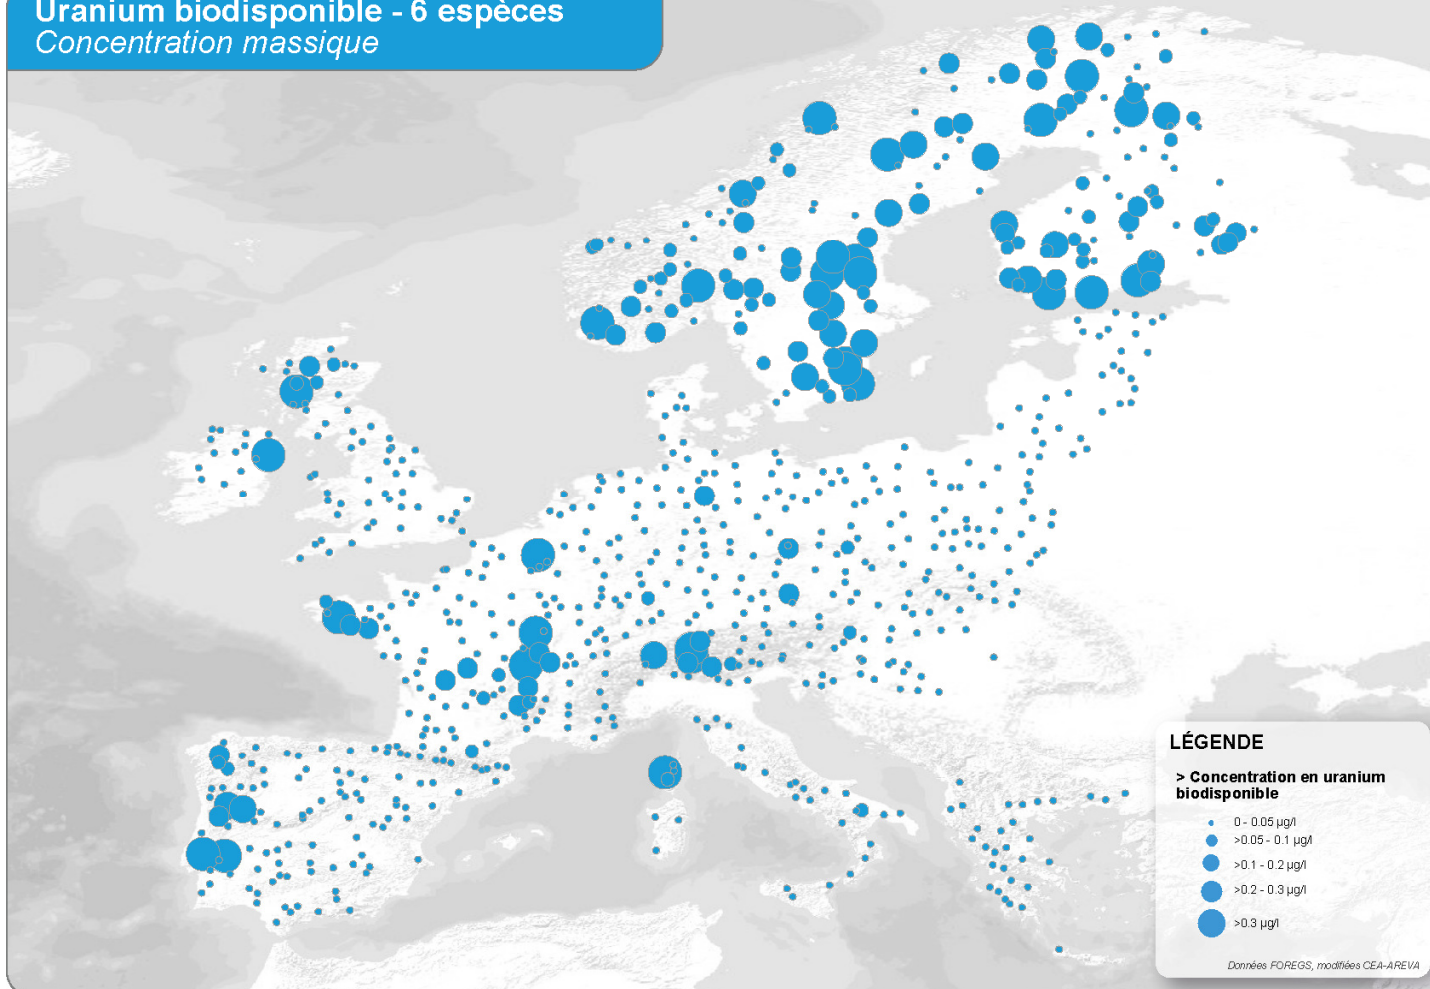 Uranium biodisponible - 6 espèces
Concentration massique
LÉGENDE
> Concentration en uranium
biodisponible
0 - 0.05 µg/l
>0.05 - 0.1 µg/l
>0.1 - 0.2 µg/l
>0.2 - 0.3 µg/l
>0.3 µg/l
Données FOREGS, modifiées CEA-AREVA